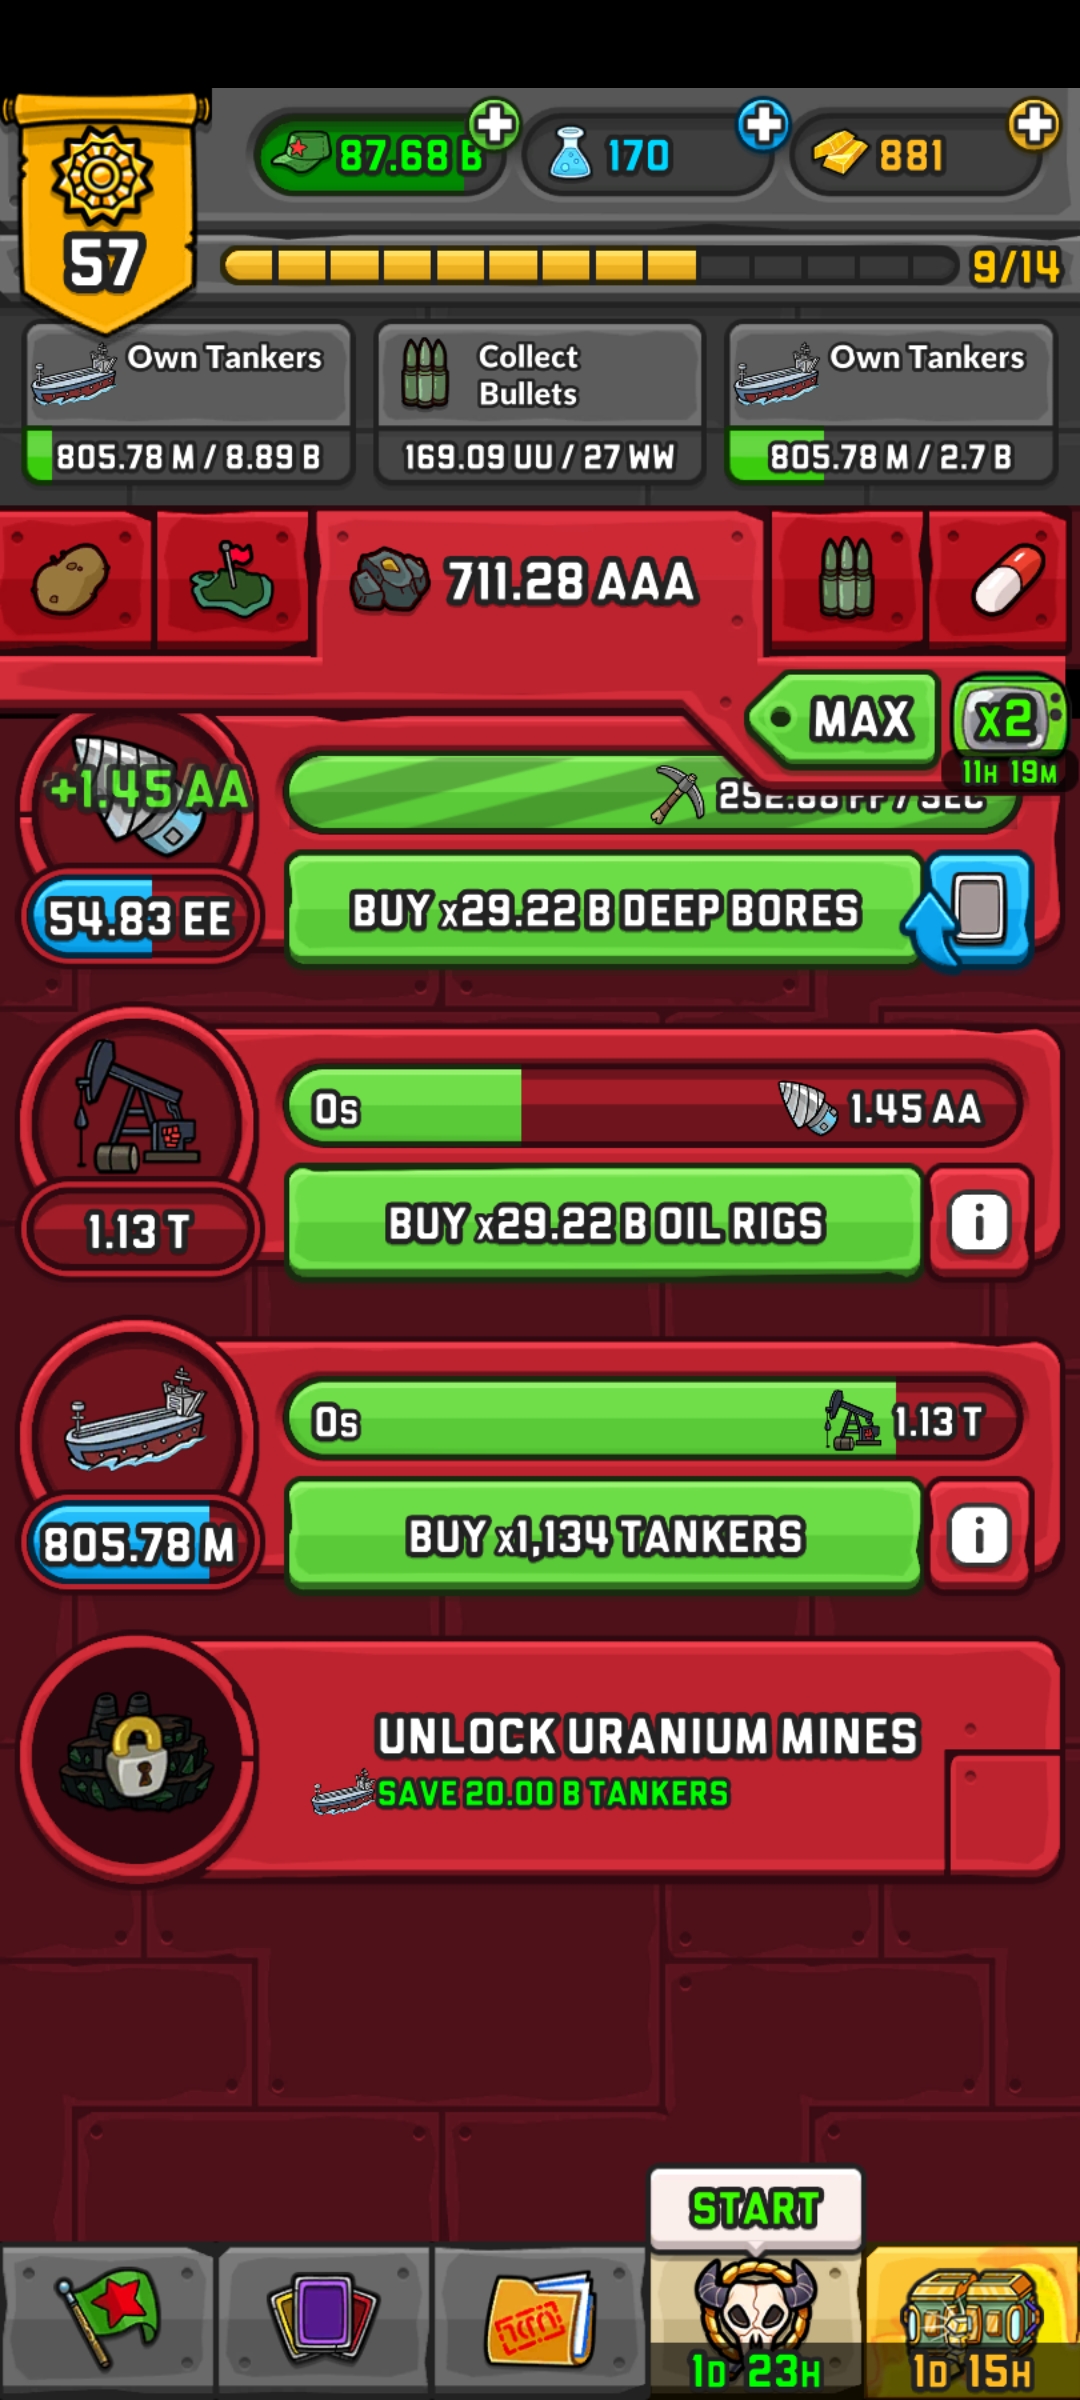 87.68 B
170
881
57
9/14
Own Tankers
805.78 M / 8.89 B
Collect
Bullets
169.09 UU / 27 WW
Own Tankers
805.78 M / 2.7 B
711.28 AAA
MAX
x2
11H 19M
+1.45 AA
252.88 FF / SEC
54.83 EE
BUY x29.22 B DEEP BORES
0s
1.45 AA
1.13 T
BUY x29.22 B OIL RIGS
i
0s
1.13 T
805.78 M
BUY x1,134 TANKERS
i
UNLOCK URANIUM MINES
SAVE 20.00 B TANKERS
START
1D 23H
1D 15H